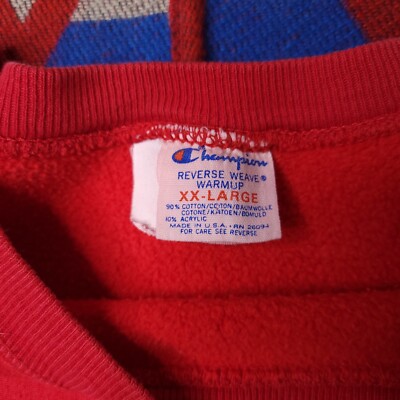 Champion
REVERSE WEAVE®
WARMUP
XX-LARGE
90% COTTON/COTON/BAUMWOLLE
COTONE/KATOEN/BOMULD
10% ACRYLIC
MADE IN U.S.A. RN 26094
FOR CARE SEE REVERSE.